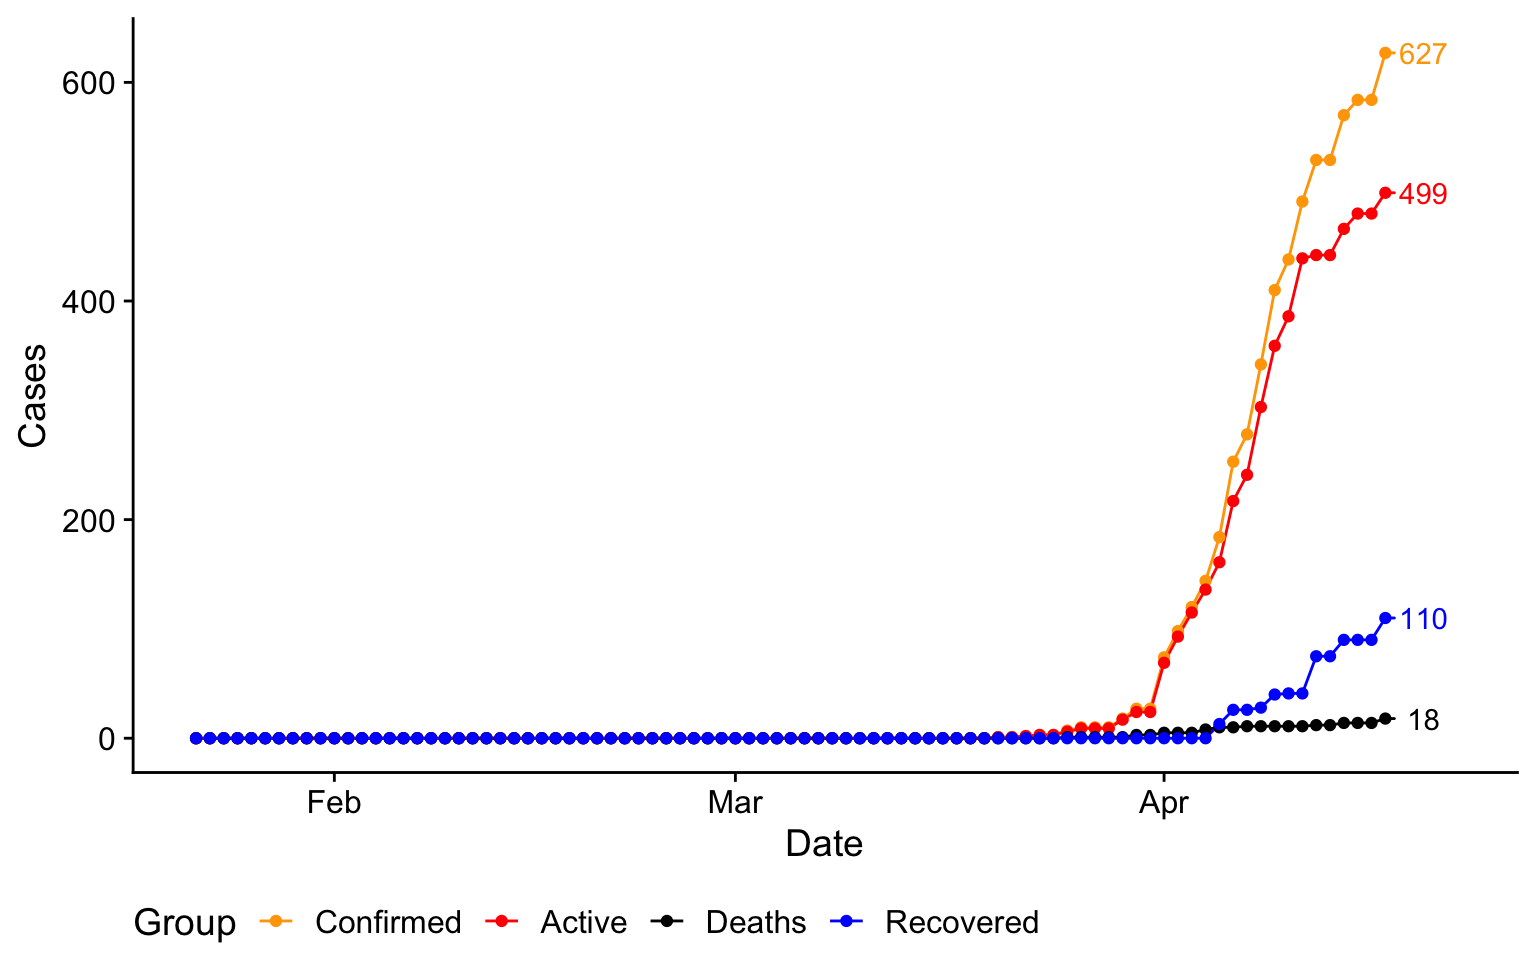 627
600
499
400
Cases
200
110
18
0
Feb Mar Apr
Date
Group Confirmed Active Deaths Recovered